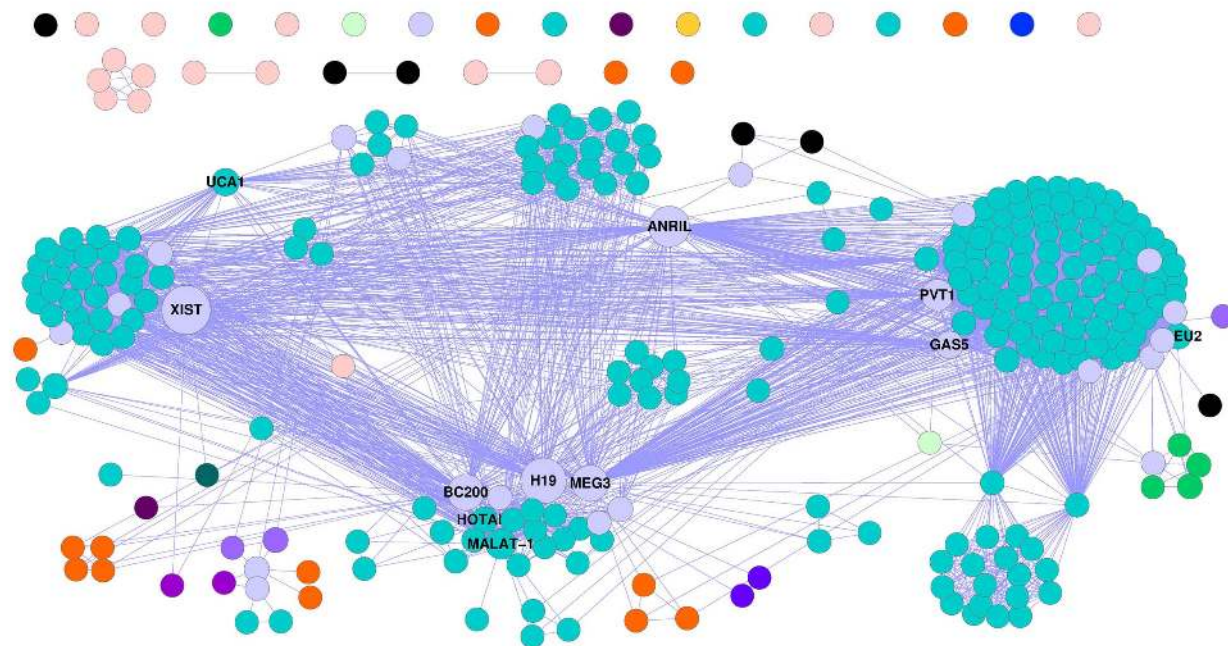 UCA1
ANRIL
XIST
PVT1
EU2
GAS5
H19
MEG3
BC200
HOTAI
MALAT-1